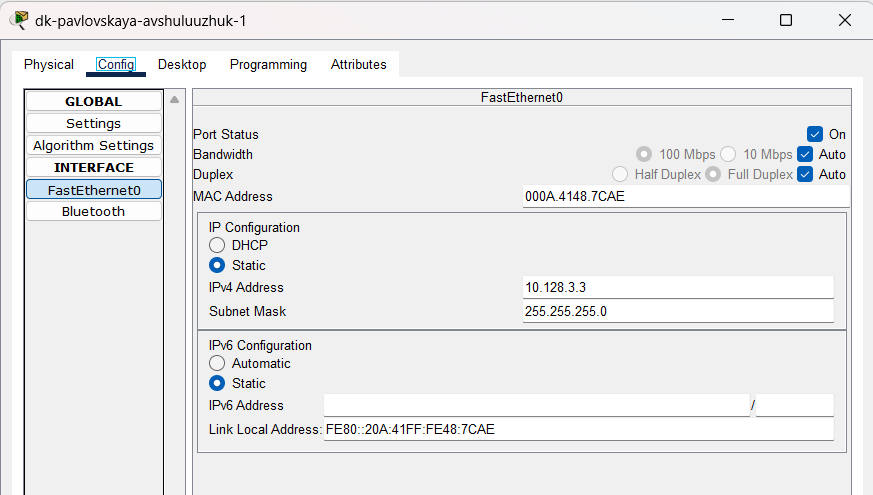 dk-pavlovskaya-avshuluuzhuk-1
Physical Config Desktop Programming Attributes
GLOBAL
Settings
Algorithm Settings
INTERFACE
FastEthernet0
Bluetooth
FastEthernet0
Port Status On
Bandwidth 100 Mbps 10 Mbps Auto
Duplex Half Duplex Full Duplex Auto
MAC Address 000A.4148.7CAE
IP Configuration
DHCP
Static
IPv4 Address 10.128.3.3
Subnet Mask 255.255.255.0
IPv6 Configuration
Automatic
Static
IPv6 Address /
Link Local Address: FE80::20A:41FF:FE48:7CAE